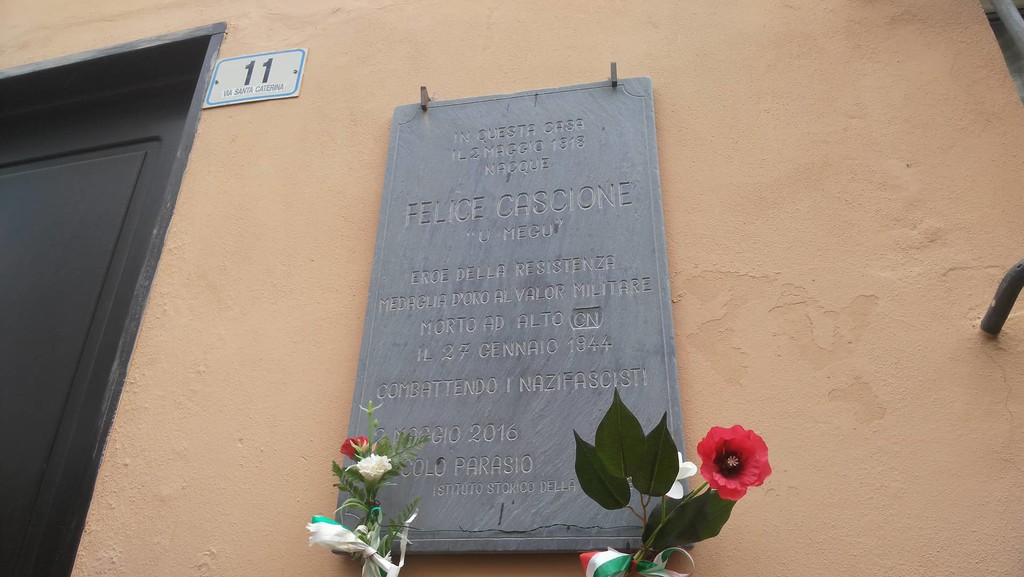 11
VIA SANTA CATERINA
IN QUESTA CASA
IL 2 MAGGIO 1918
NACQUE
FELICE CASCIONE
"U MEGU"
EROE DELLA RESISTENZA
MEDAGLIA D'ORO AL VALOR MILITARE
MORTO AD ALTO (CN)
IL 27 GENNAIO 1944
COMBATTENDO I NAZIFASCISTI
MAGGIO 2016
COLO PARASIO
ISTITUTO STORICO DELLA